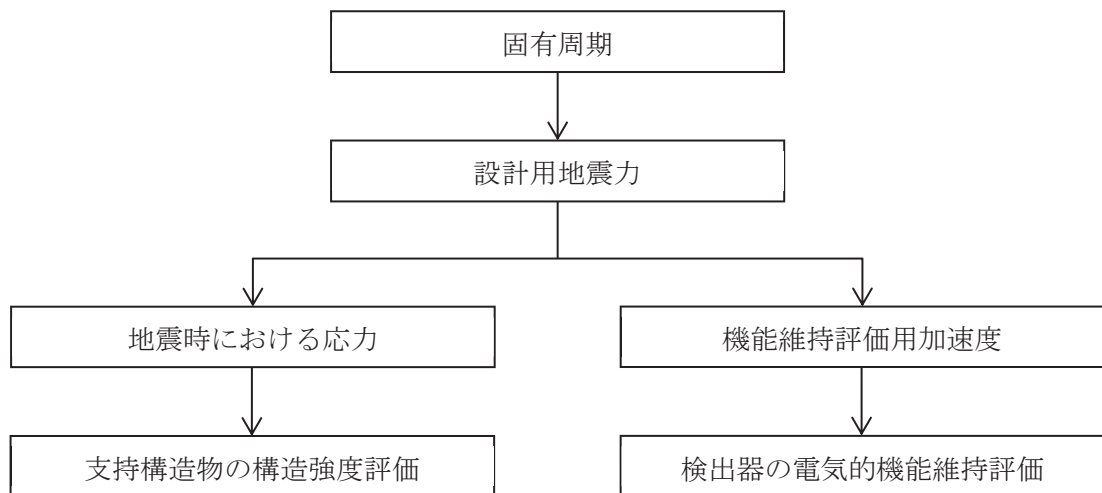 固有周期
設計用地震力
地震時における応力
機能維持評価用加速度
支持構造物の構造強度評価
検出器の電気的機能維持評価